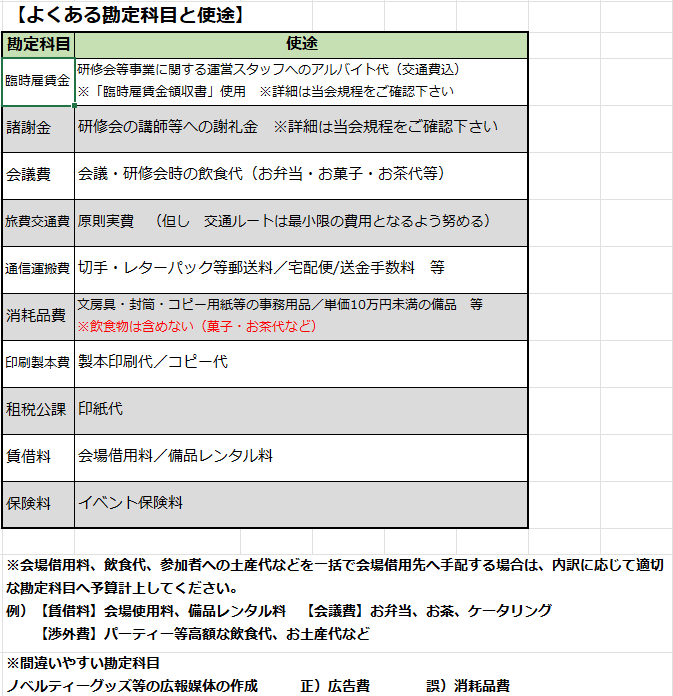 【よくある勘定科目と使途】
勘定科目 使途
臨時雇賃金 研修会等事業に関する運営スタッフへのアルバイト代（交通費込）
※「臨時雇賃金領収書」使用　※詳細は当会規程をご確認下さい
諸謝金 研修会の講師等への謝礼金　※詳細は当会規程をご確認下さい
会議費 会議・研修会時の飲食代（お弁当・お菓子・お茶代等）
旅費交通費 原則実費　（但し　交通ルートは最小限の費用となるよう努める）
通信運搬費 切手・レターパック等郵送料／宅配便/送金手数料　等
消耗品費 文房具・封筒・コピー用紙等の事務用品／単価10万円未満の備品　等
※飲食物は含めない（菓子・お茶代など）
印刷製本費 製本印刷代／コピー代
租税公課 印紙代
賃借料 会場借用料／備品レンタル料
保険料 イベント保険料
※会場借用料、飲食代、参加者への土産代などを一括で会場借用先へ手配する場合は、内訳に応じて適切
な勘定科目へ予算計上してください。
例）【賃借料】会場使用料、備品レンタル料　【会議費】お弁当、お茶、ケータリング
【渉外費】パーティー等高額な飲食代、お土産代など
※間違いやすい勘定科目
ノベルティーグッズ等の広報媒体の作成　　　正）広告費　　　　誤）消耗品費